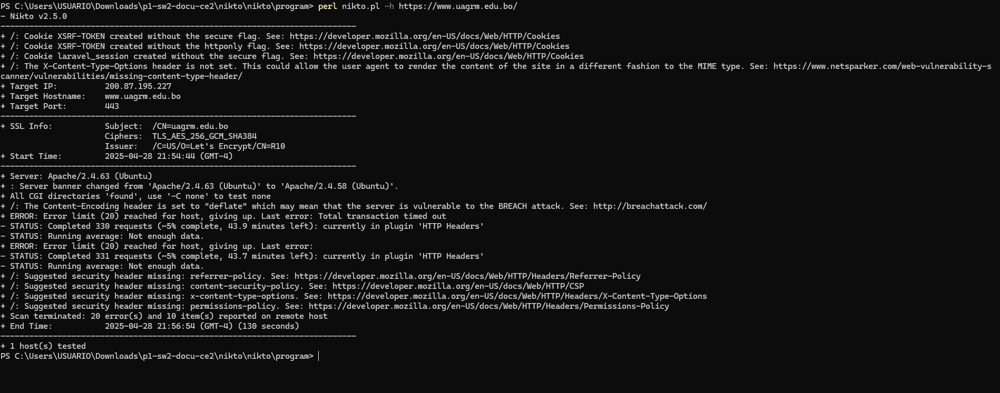 PS C:\Users\USUARIO\Downloads\p1-sw2-docu-ce2\nikto\nikto\program> perl nikto.pl -h https://www.uagrm.edu.bo/
- Nikto v2.5.0
---------------------------------------------------------------------------
+ /: Cookie XSRF-TOKEN created without the secure flag. See: https://developer.mozilla.org/en-US/docs/Web/HTTP/Cookies
+ /: Cookie XSRF-TOKEN created without the httponly flag. See: https://developer.mozilla.org/en-US/docs/Web/HTTP/Cookies
+ /: Cookie laravel_session created without the secure flag. See: https://developer.mozilla.org/en-US/docs/Web/HTTP/Cookies
+ /: The X-Content-Type-Options header is not set. This could allow the user agent to render the content of the site in a different fashion to the MIME type. See: https://www.netsparker.com/web-vulnerability-s
canner/vulnerabilities/missing-content-type-header/
+ Target IP:          200.87.195.227
+ Target Hostname:    www.uagrm.edu.bo
+ Target Port:        443
---------------------------------------------------------------------------
+ SSL Info:           Subject:  /CN=uagrm.edu.bo
                      Ciphers:  TLS_AES_256_GCM_SHA384
                      Issuer:   /C=US/O=Let's Encrypt/CN=R10
+ Start Time:         2025-04-28 21:54:44 (GMT-4)
---------------------------------------------------------------------------
+ Server: Apache/2.4.63 (Ubuntu)
+ : Server banner changed from 'Apache/2.4.63 (Ubuntu)' to 'Apache/2.4.58 (Ubuntu)'.
+ All CGI directories 'found', use '-C none' to test none
+ /: The Content-Encoding header is set to "deflate" which may mean that the server is vulnerable to the BREACH attack. See: http://breachattack.com/
+ ERROR: Error limit (20) reached for host, giving up. Last error: Total transaction timed out
- STATUS: Completed 330 requests (~5% complete, 43.9 minutes left): currently in plugin 'HTTP Headers'
- STATUS: Running average: Not enough data.
+ ERROR: Error limit (20) reached for host, giving up. Last error:
- STATUS: Completed 331 requests (~5% complete, 43.7 minutes left): currently in plugin 'HTTP Headers'
- STATUS: Running average: Not enough data.
+ /: Suggested security header missing: referrer-policy. See: https://developer.mozilla.org/en-US/docs/Web/HTTP/Headers/Referrer-Policy
+ /: Suggested security header missing: content-security-policy. See: https://developer.mozilla.org/en-US/docs/Web/HTTP/CSP
+ /: Suggested security header missing: x-content-type-options. See: https://developer.mozilla.org/en-US/docs/Web/HTTP/Headers/X-Content-Type-Options
+ /: Suggested security header missing: permissions-policy. See: https://developer.mozilla.org/en-US/docs/Web/HTTP/Headers/Permissions-Policy
+ Scan terminated: 20 error(s) and 10 item(s) reported on remote host
+ End Time:           2025-04-28 21:56:54 (GMT-4) (130 seconds)
---------------------------------------------------------------------------
+ 1 host(s) tested
PS C:\Users\USUARIO\Downloads\p1-sw2-docu-ce2\nikto\nikto\program>